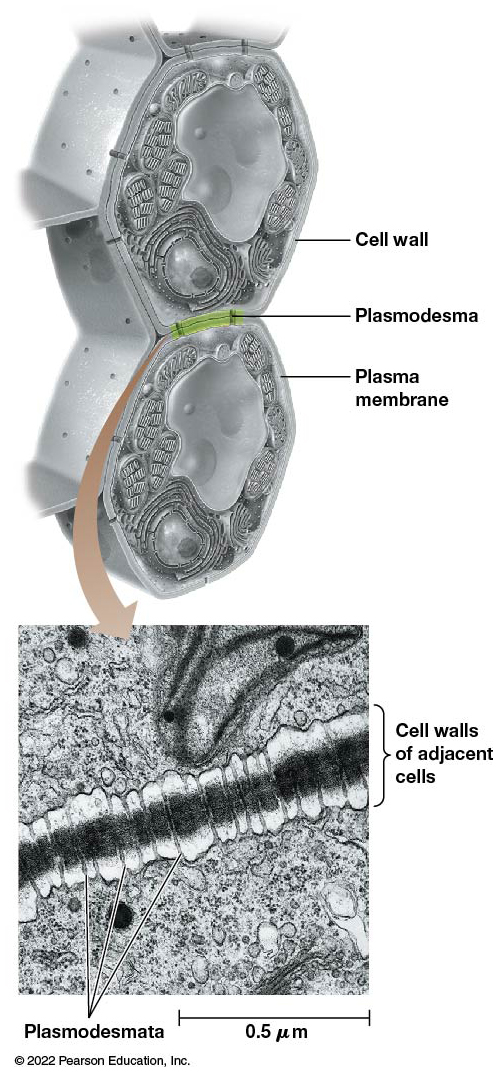 Cell wall
Plasmodesma
Plasma
membrane
Cell walls
of adjacent
cells
Plasmodesmata
0.5 μm
© 2022 Pearson Education, Inc.